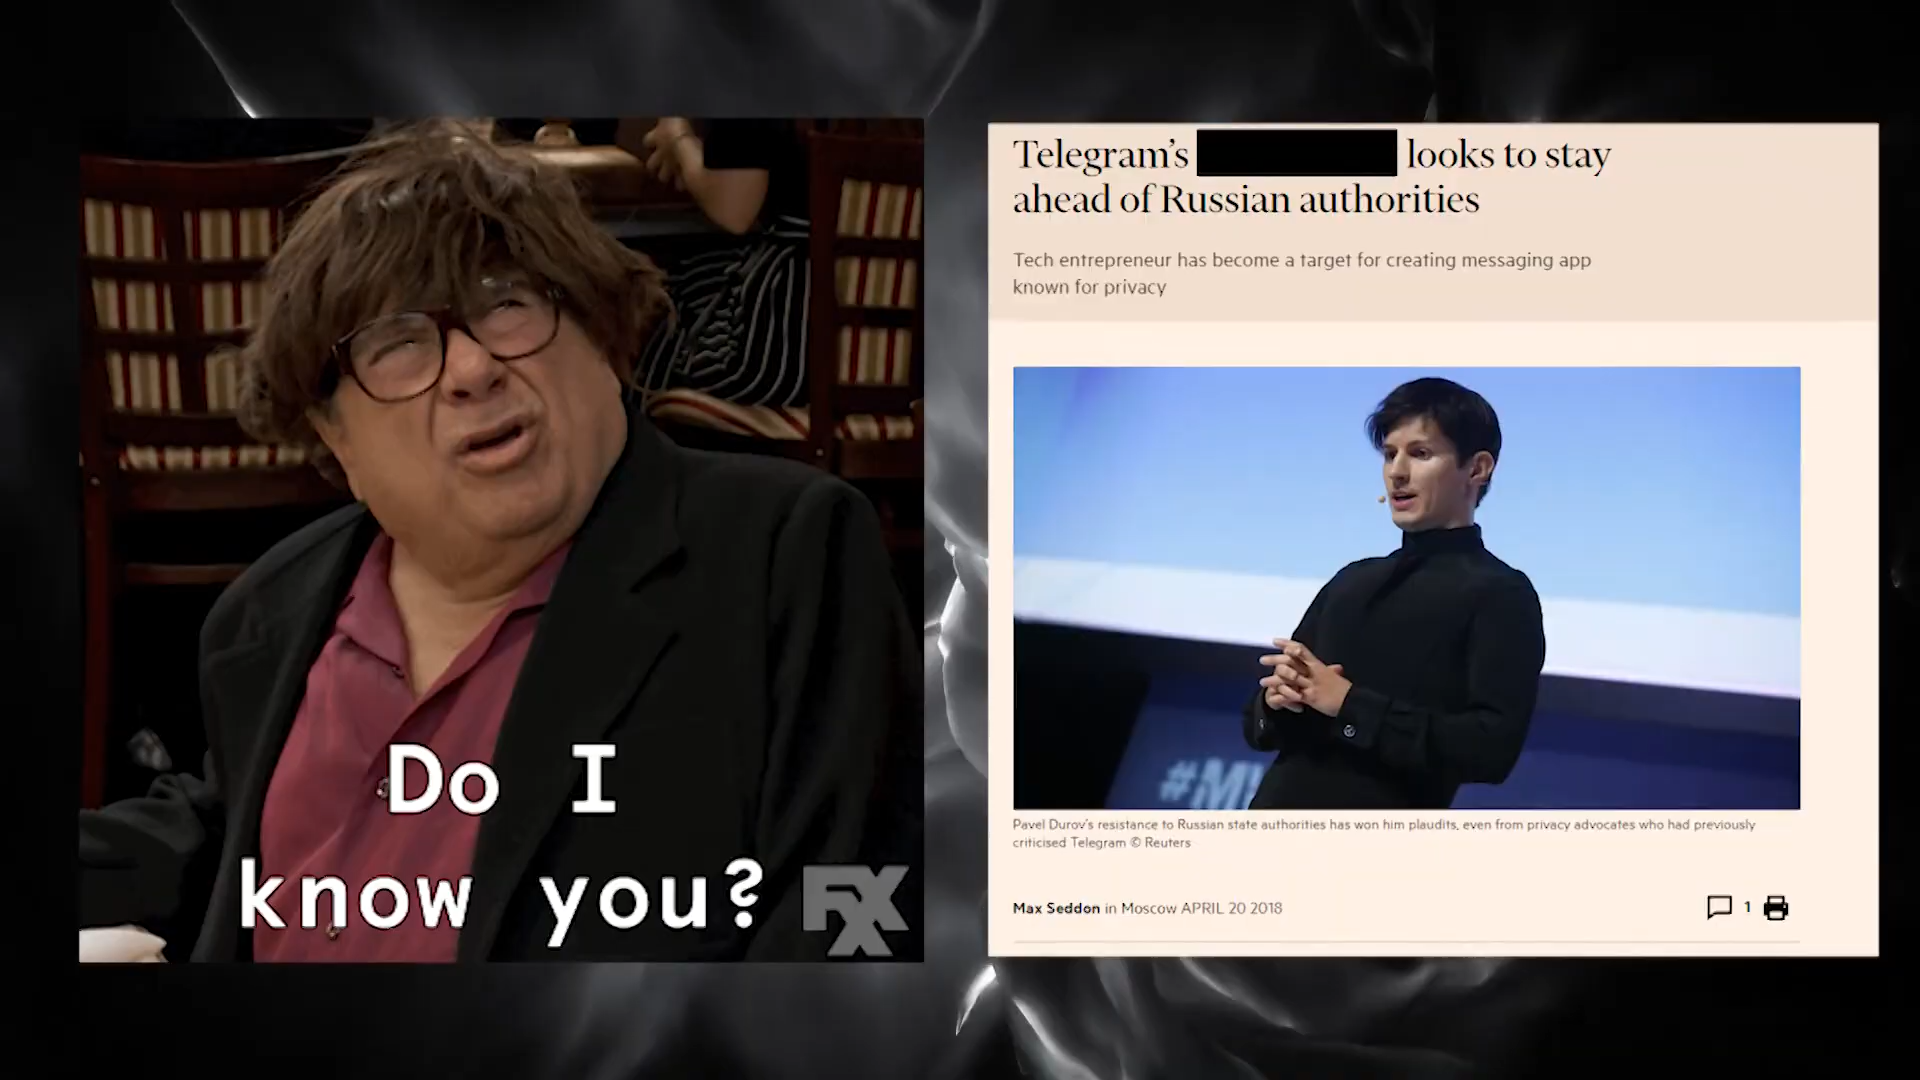 Do I
know you?
FXX
Telegram's looks to stay
ahead of Russian authorities
Tech entrepreneur has become a target for creating messaging app
known for privacy
#M
Pavel Durov's resistance to Russian state authorities has won him plaudits, even from privacy advocates who had previously
criticised Telegram © Reuters
Max Seddon in Moscow APRIL 20 2018
1